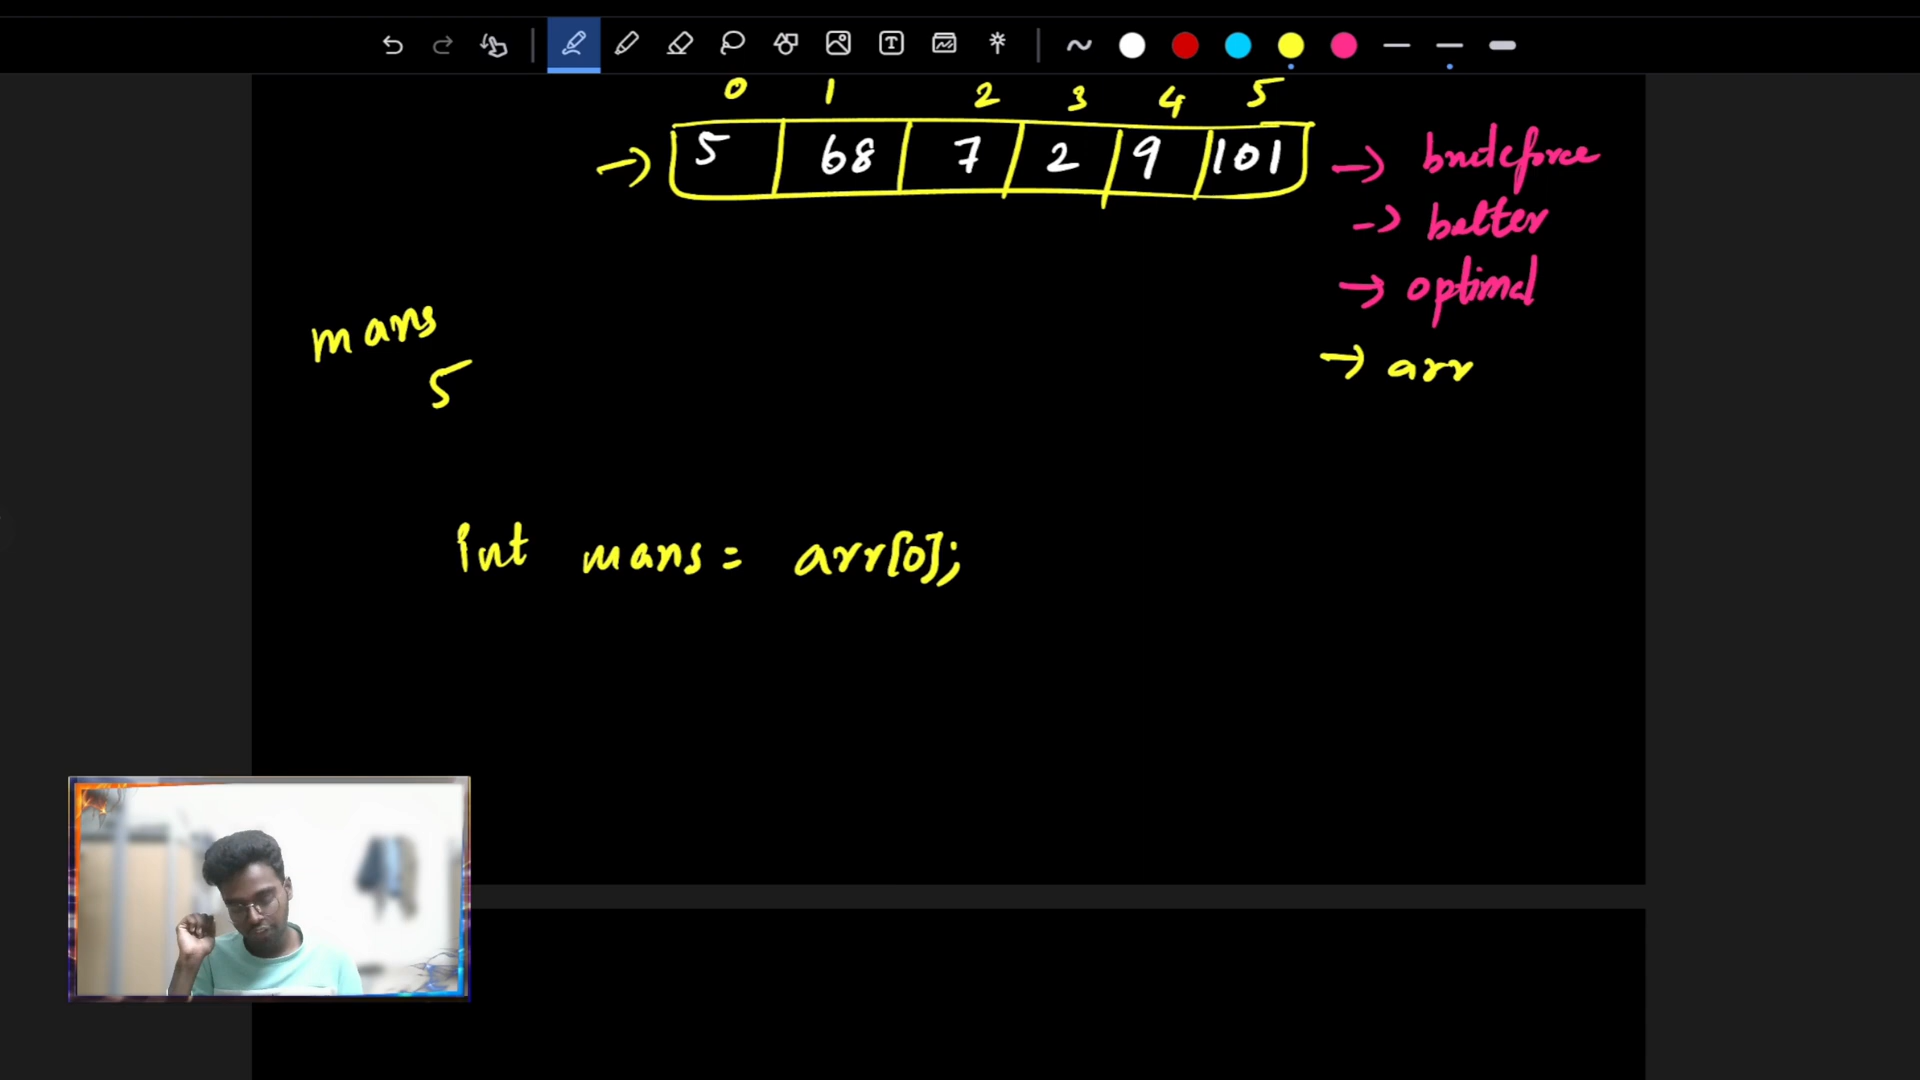 0 1 2 3 4 5
5 68 7 2 9 101
→ bruteforce
→ better
→ optimal
→ arr
mans
5
int mans = arr[0];